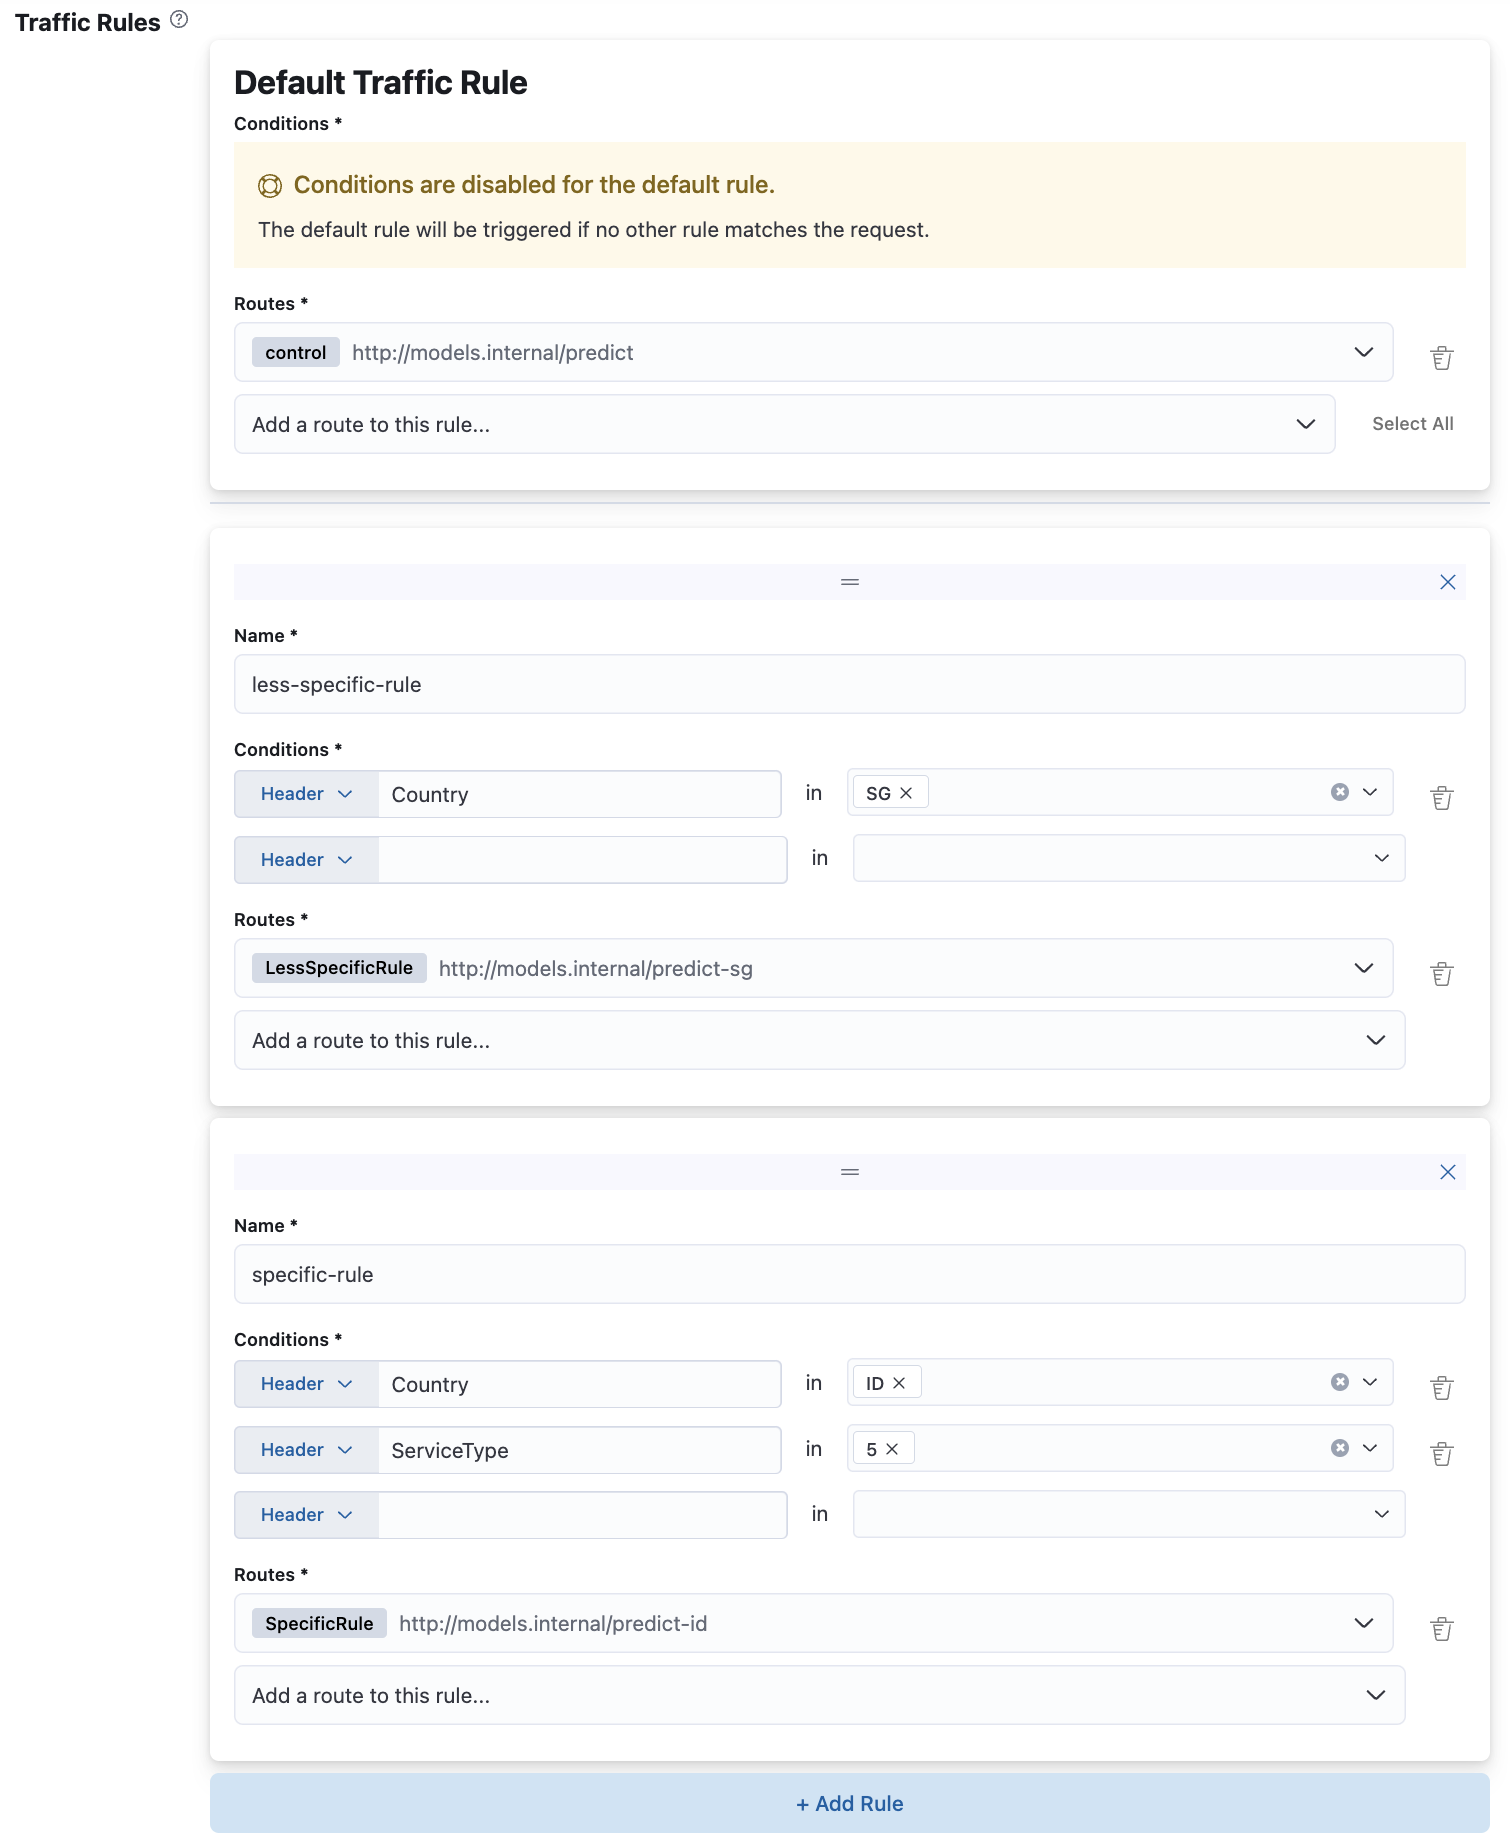 Traffic Rules
Default Traffic Rule
Conditions *
Conditions are disabled for the default rule.
The default rule will be triggered if no other rule matches the request.
Routes *
control http://models.internal/predict
Add a route to this rule... Select All
Name *
less-specific-rule
Conditions *
Header Country in SG
Header in
Routes *
LessSpecificRule http://models.internal/predict-sg
Add a route to this rule...
Name *
specific-rule
Conditions *
Header Country in ID
Header ServiceType in 5
Header in
Routes *
SpecificRule http://models.internal/predict-id
Add a route to this rule...
+ Add Rule